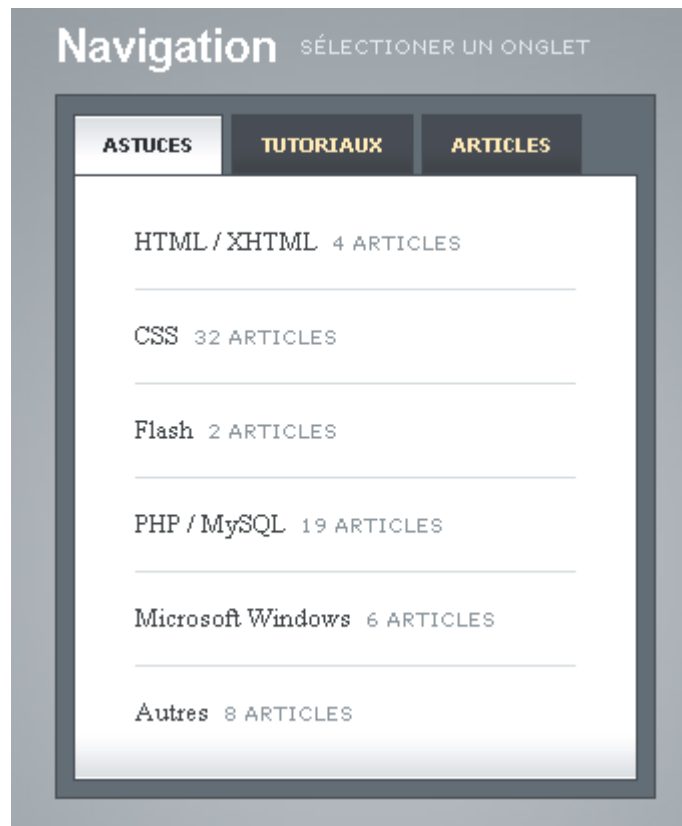 Navigation SÉLECTIONER UN ONGLET
ASTUCES TUTORIAUX ARTICLES
HTML / XHTML 4 ARTICLES
CSS 32 ARTICLES
Flash 2 ARTICLES
PHP / MySQL 19 ARTICLES
Microsoft Windows 6 ARTICLES
Autres 8 ARTICLES